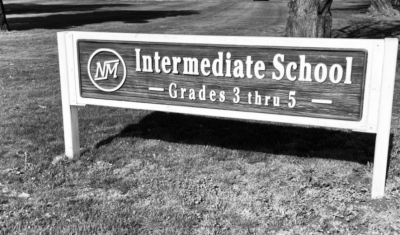 NM
Intermediate School
— Grades 3 thru 5 —